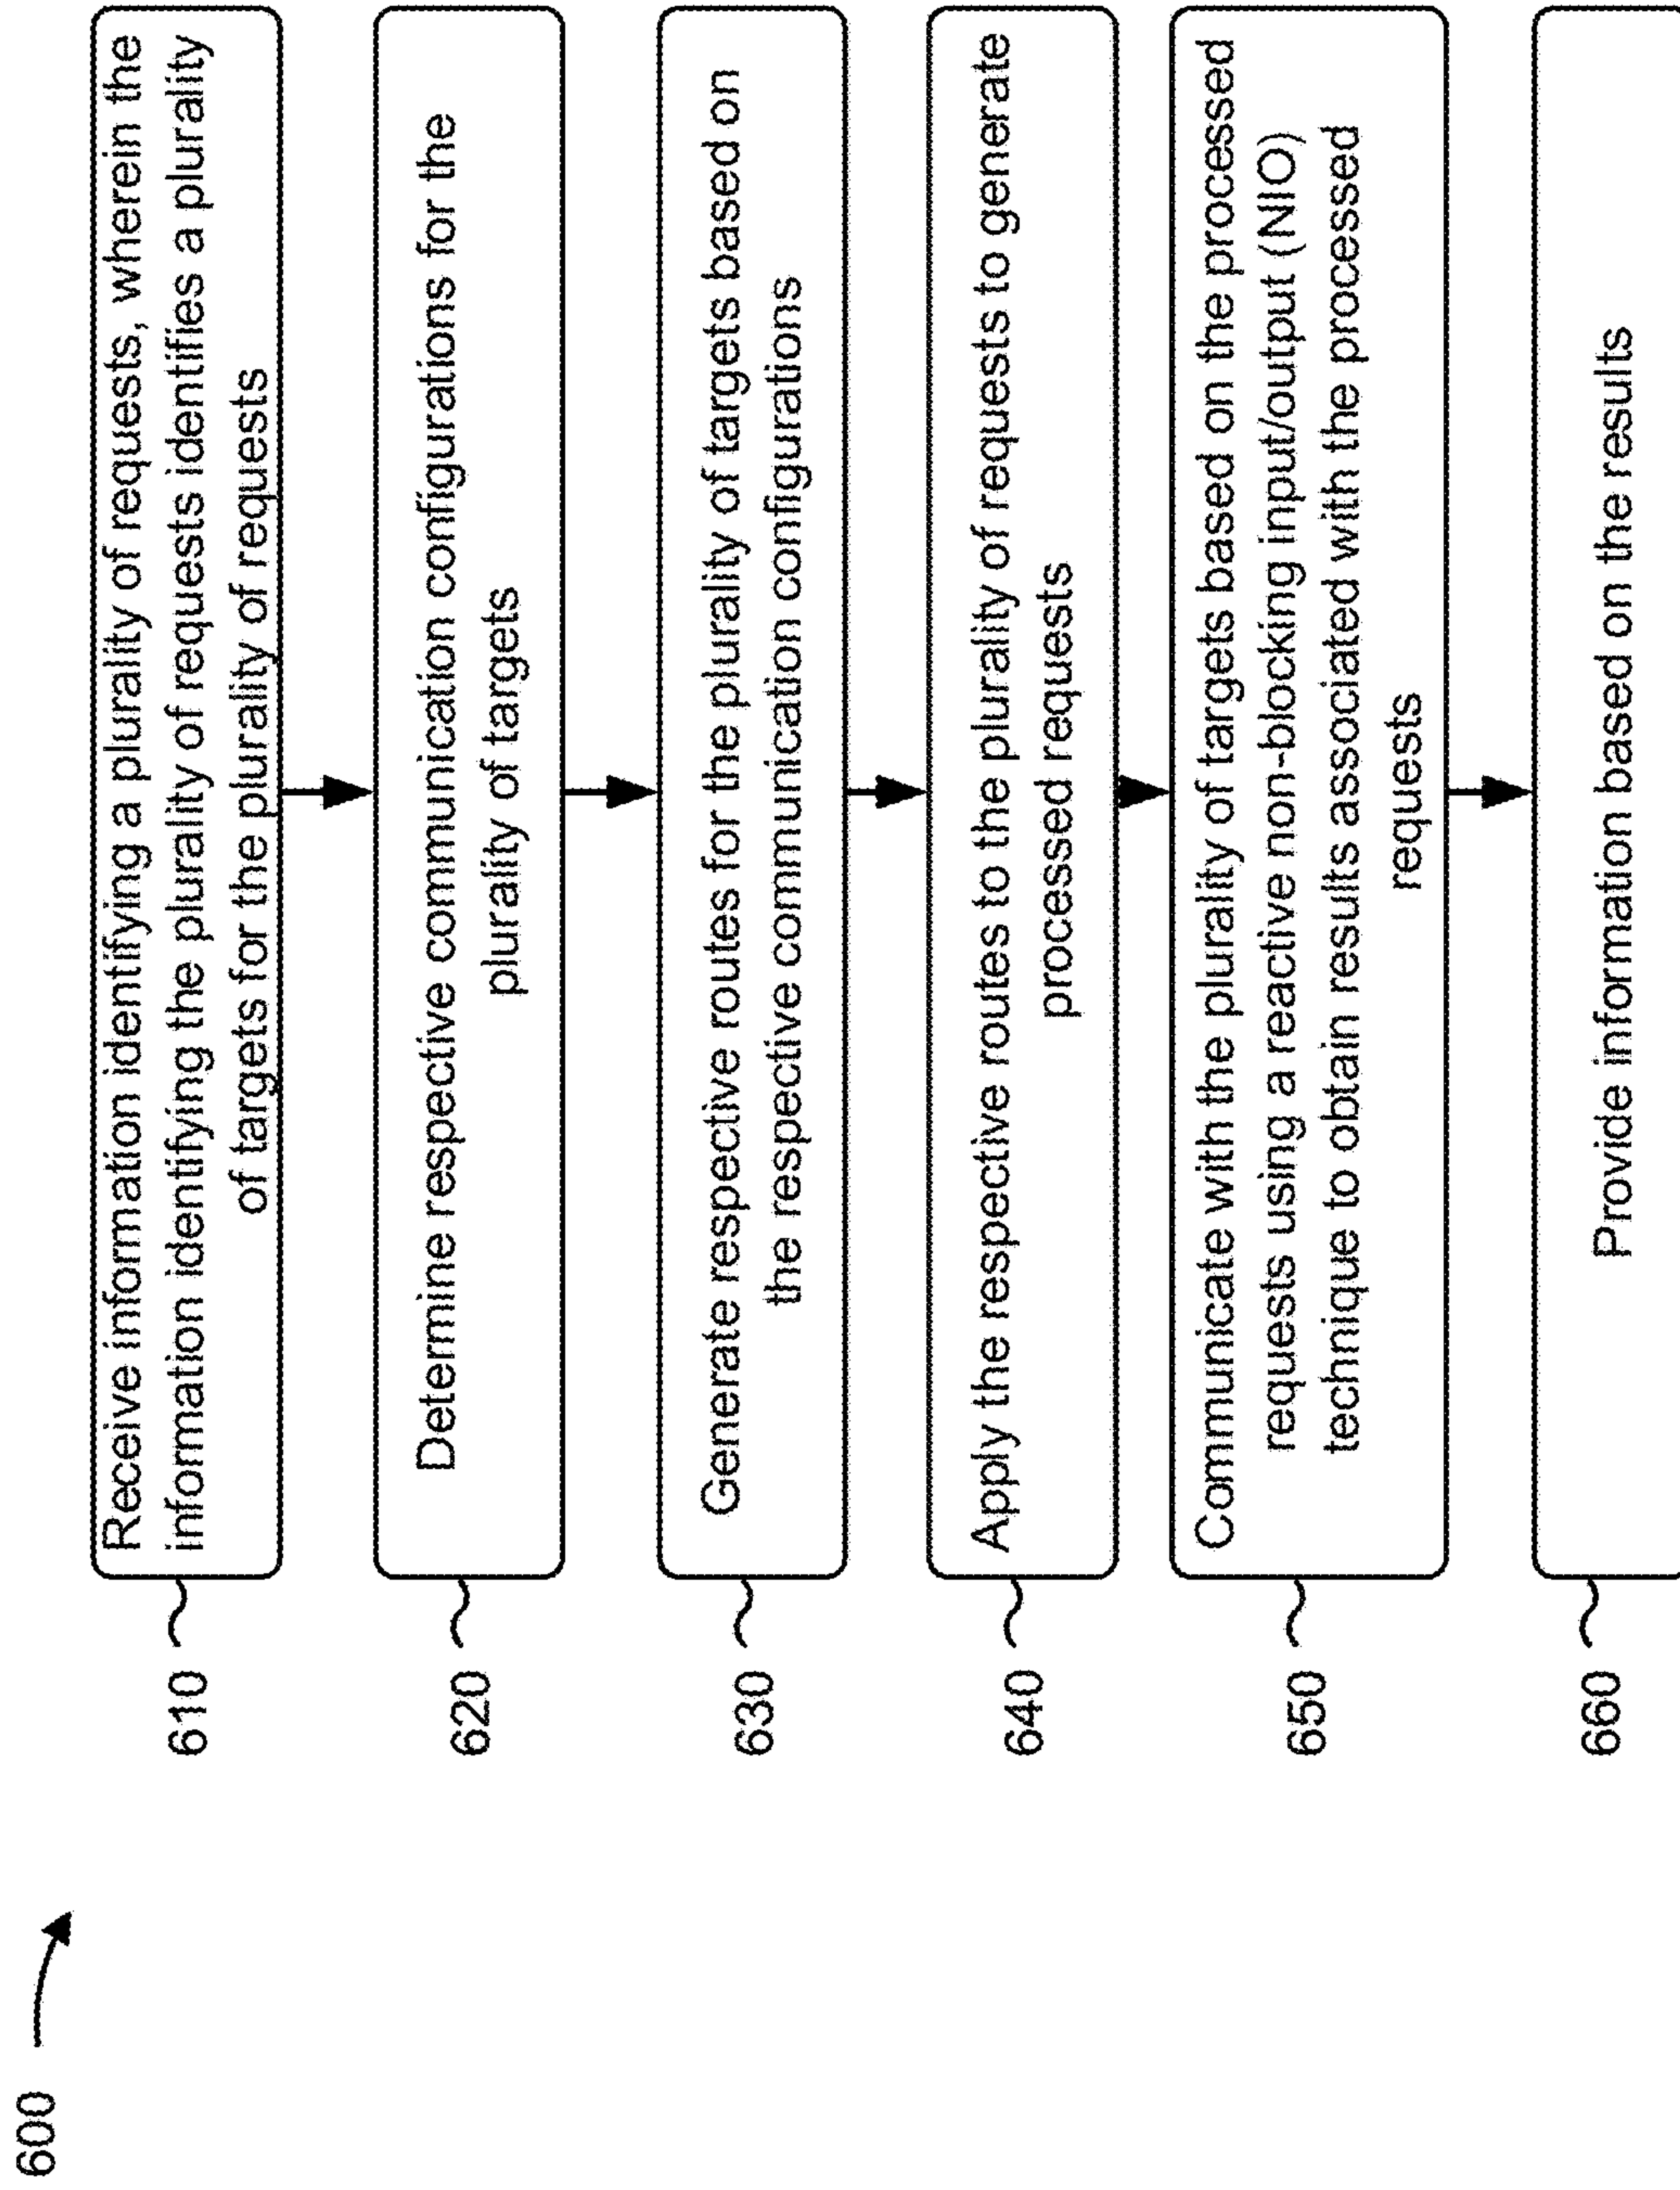 600
610
Receive information identifying a plurality of requests, wherein the
information identifying the plurality of requests identifies a plurality
of targets for the plurality of requests
620
Determine respective communication configurations for the
plurality of targets
630
Generate respective routes for the plurality of targets based on
the respective communication configurations
640
Apply the respective routes to the plurality of requests to generate
processed requests
650
Communicate with the plurality of targets based on the processed
requests using a reactive non-blocking input/output (NIO)
technique to obtain results associated with the processed
requests
660
Provide information based on the results